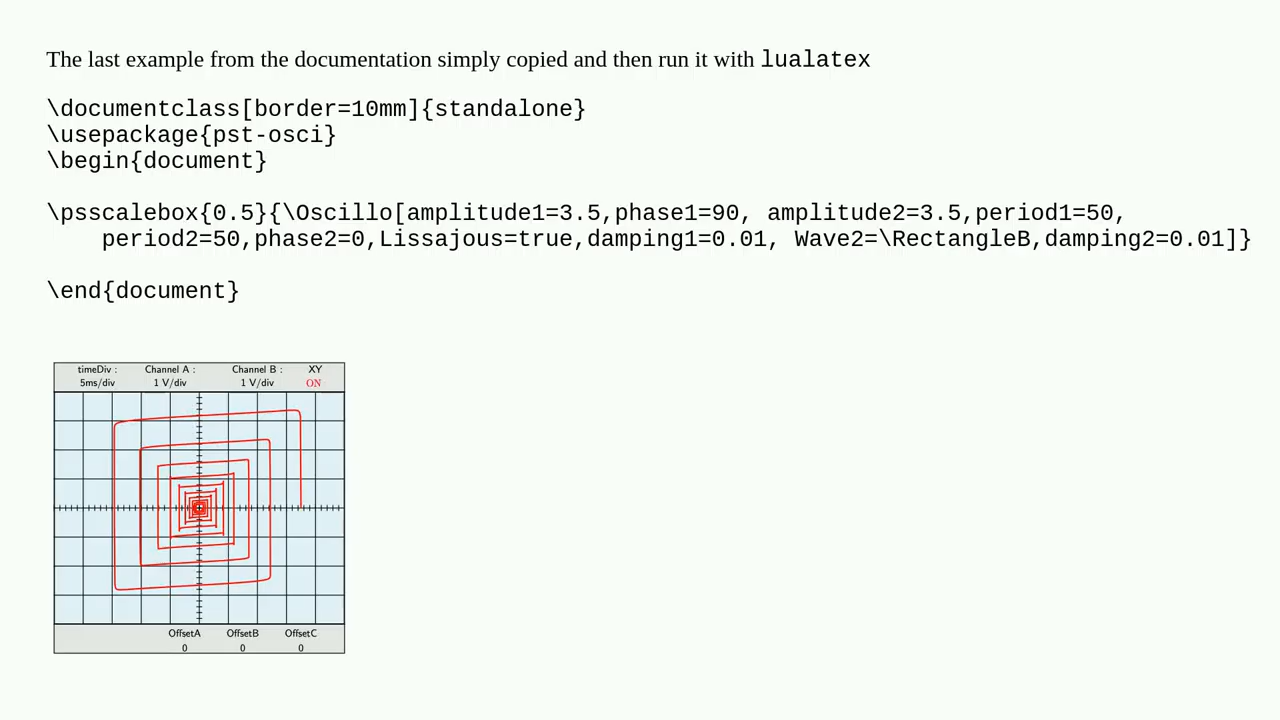 The last example from the documentation simply copied and then run it with lualatex
\documentclass[border=10mm]{standalone}
\usepackage{pst-osci}
\begin{document}
\psscalebox{0.5}{\Oscillo[amplitude1=3.5,phase1=90, amplitude2=3.5,period1=50,
period2=50,phase2=0,Lissajous=true,damping1=0.01, Wave2=\RectangleB,damping2=0.01]}
\end{document}
timeDiv : Channel A : Channel B : XY
5ms/div 1 V/div 1 V/div ON
OffsetA OffsetB OffsetC
0 0 0